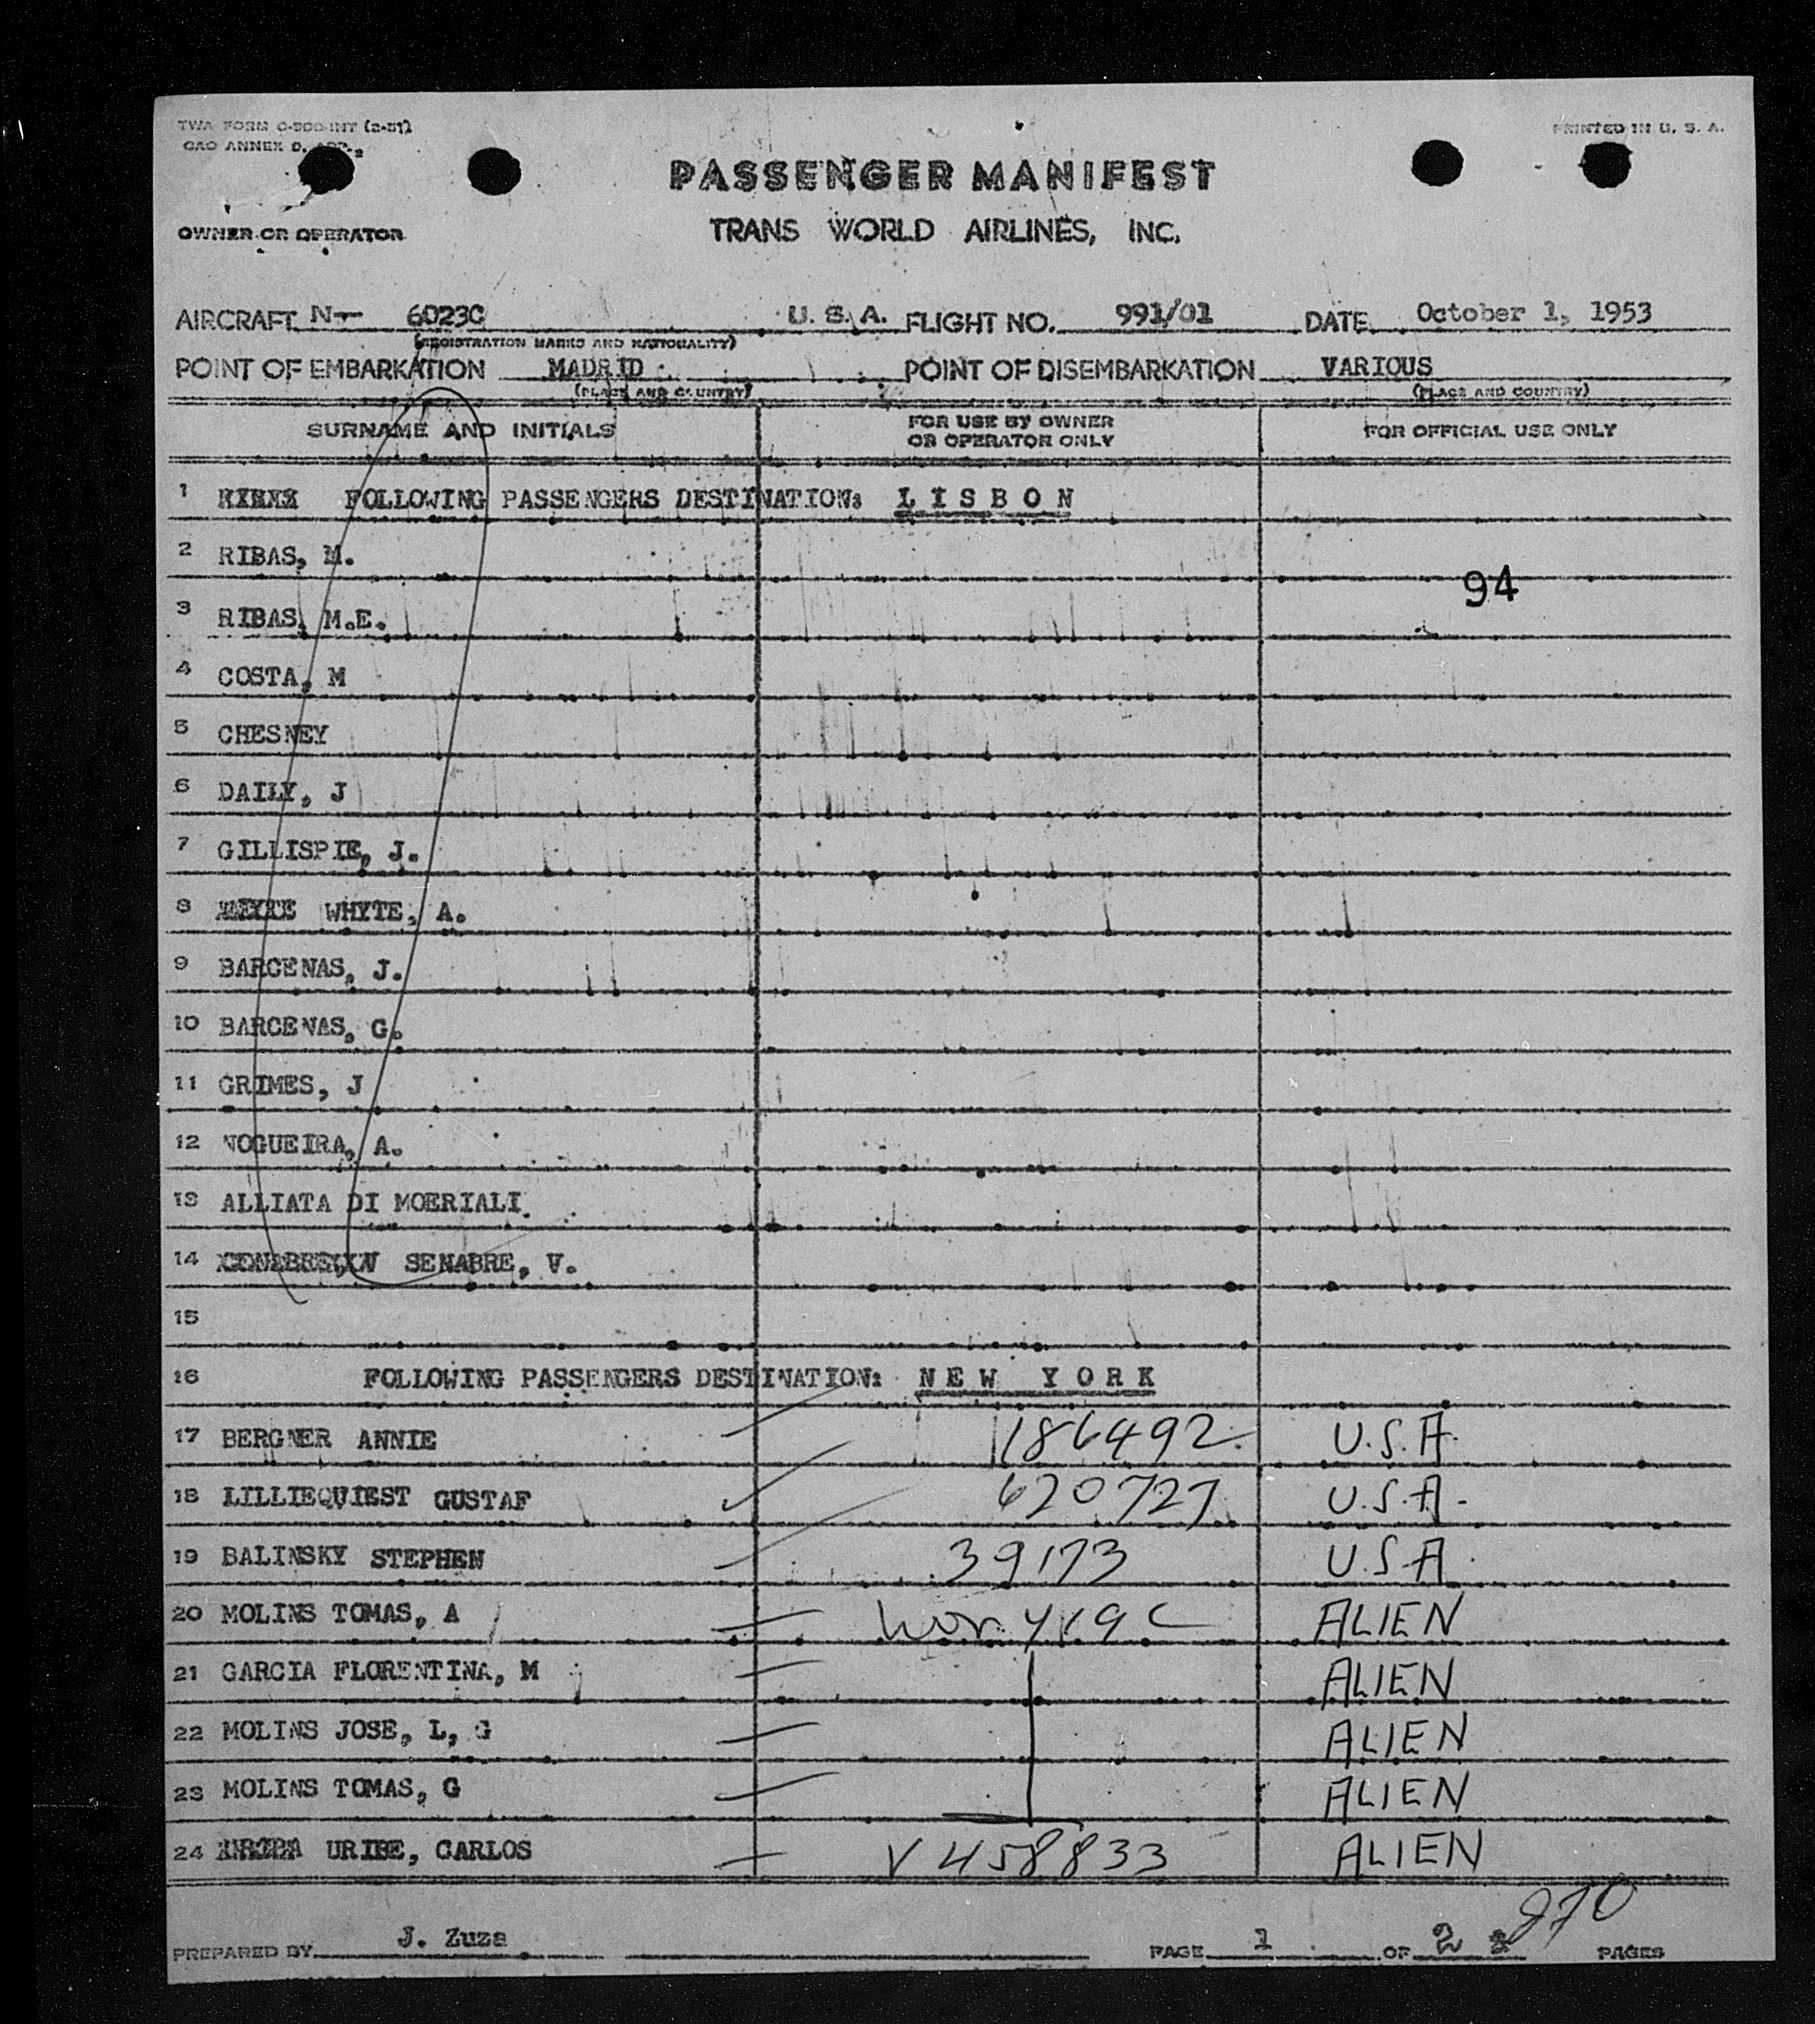 TWA FORM O-500-INT (2-51)
PRINTED IN U. S. A.
CAO ANNEX D.
PASSENGER MANIFEST
OWNER OR OPERATOR
TRANS WORLD AIRLINES, INC.
AIRCRAFT N- 6023C U. S. A. FLIGHT NO. 991/01 DATE October 1, 1953
(REGISTRATION MARKS AND NATIONALITY)
POINT OF EMBARKATION MADRID POINT OF DISEMBARKATION VARIOUS
(PLACE AND COUNTRY) (PLACE AND COUNTRY)
SURNAME AND INITIALS FOR USE BY OWNER OR OPERATOR ONLY FOR OFFICIAL USE ONLY
1 FOLLOWING PASSENGERS DESTINATION: L I S B O N
2 RIBAS, M.
94
3 RIBAS, M.E.
4 COSTA, M
5 CHESNEY
6 DAILY, J
7 GILLISPIE, J.
8 WHYTE, A.
9 BARCENAS, J.
10 BARCENAS, G.
11 GRIMES, J
12 NOGUEIRA, A.
13 ALLIATA DI MOERIALI.
14 SENABRE, V.
15
16 FOLLOWING PASSENGERS DESTINATION: N E W Y O R K
17 BERGNER ANNIE 186492 U.S.A.
18 LILLIEQUIEST GUSTAF 620727 U.S.A.
19 BALINSKY STEPHEN 39173 U.S.A.
20 MOLINS TOMAS, A ALIEN
21 GARCIA FLORENTINA, M ALIEN
22 MOLINS JOSE, L, G ALIEN
23 MOLINS TOMAS, G ALIEN
24 URIBE, CARLOS V458833 ALIEN
270
PREPARED BY J. Zuza PAGE 1 OF 2 PAGES